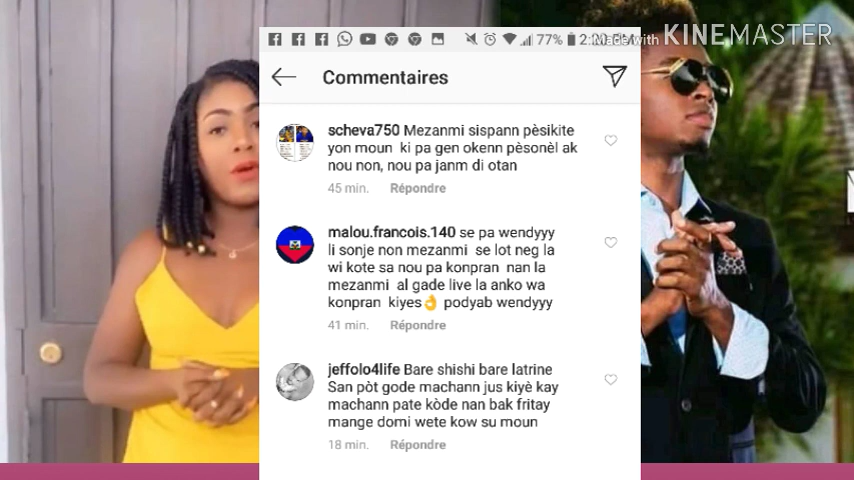 Made with KINEMASTER
77%
Commentaires
scheva750 Mezanmi sispann pèsikite
yon moun ki pa gen okenn pèsonèl ak
nou non, nou pa janm di otan
45 min. Répondre
malou.francois.140 se pa wendyyy
li sonje non mezanmi se lot neg la
wi kote sa nou pa konpran nan la
mezanmi al gade live la anko wa
konpran kiyes👌 podyab wendyyy
41 min. Répondre
jeffolo4life Bare shishi bare latrine
San pòt gode machann jus kiyè kay
machann pate kòde nan bak fritay
mange domi wete kow su moun
18 min. Répondre